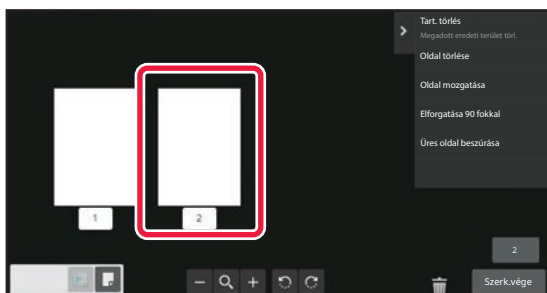 Tart. törlés
Megadott eredeti terület törl.
Oldal törlése
Oldal mozgatása
Elforgatása 90 fokkal
Üres oldal beszúrása
1
2
2
Szerk.vége